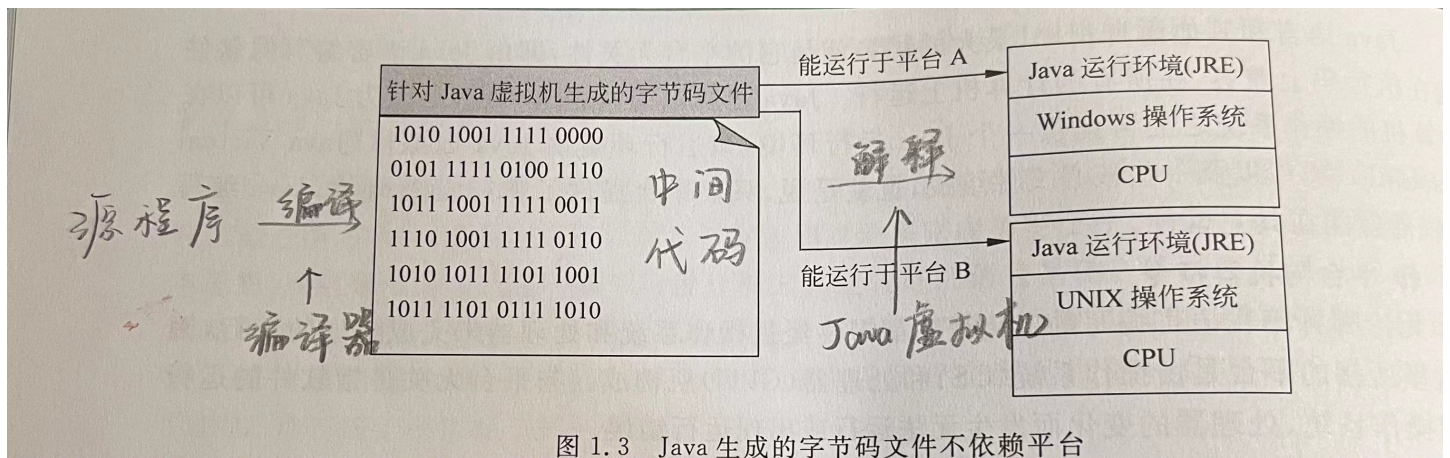 针对 Java 虚拟机生成的字节码文件
1010 1001 1111 0000
0101 1111 0100 1110
1011 1001 1111 0011
1110 1001 1111 0110
1010 1011 1101 1001
1011 1101 0111 1010
中间
代码
源程序
编译
↑
编译器
能运行于平台 A
解释
能运行于平台 B
Java 虚拟机
Java 运行环境(JRE)
Windows 操作系统
CPU
Java 运行环境(JRE)
UNIX 操作系统
CPU
图 1.3 Java 生成的字节码文件不依赖平台